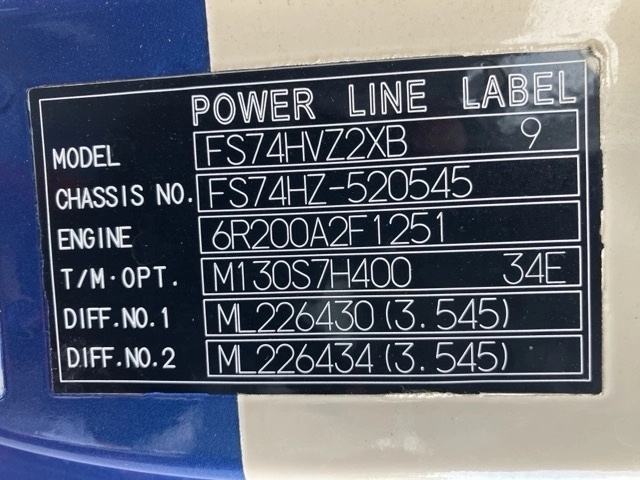 POWER LINE LABEL
MODEL FS74HVZ2XB 9
CHASSIS NO. FS74HZ-520545
ENGINE 6R200A2F1251
T/M·OPT. M130S7H400 34E
DIFF.NO.1 ML226430(3.545)
DIFF.NO.2 ML226434(3.545)